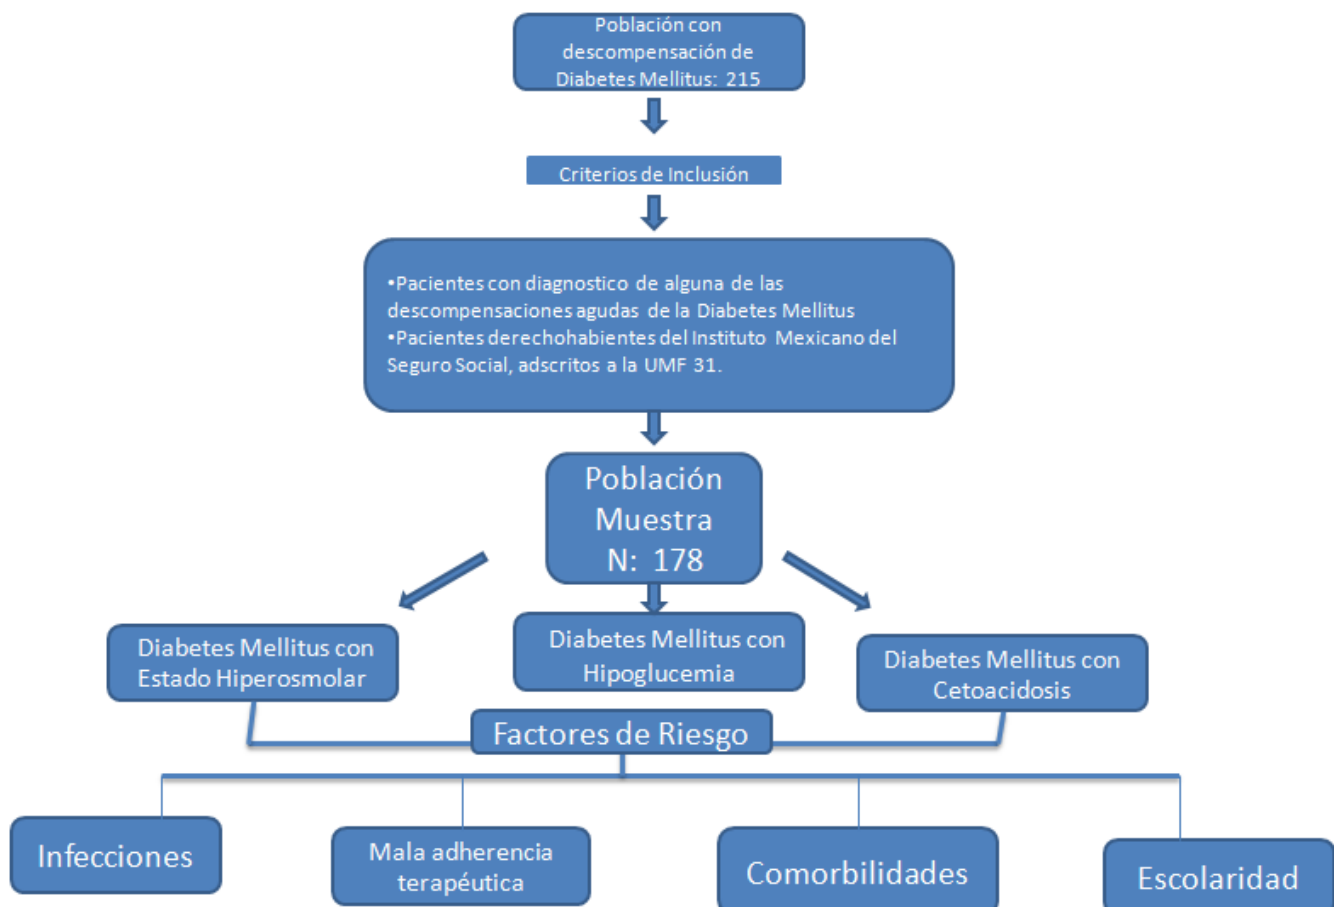 Población con
descompensación de
Diabetes Mellitus: 215
Criterios de Inclusión
•Pacientes con diagnostico de alguna de las
descompensaciones agudas de la Diabetes Mellitus
•Pacientes derechohabientes del Instituto Mexicano del
Seguro Social, adscritos a la UMF 31.
Población
Muestra
N: 178
Diabetes Mellitus con
Estado Hiperosmolar
Diabetes Mellitus con
Hipoglucemia
Diabetes Mellitus con
Cetoacidosis
Factores de Riesgo
Infecciones
Mala adherencia
terapéutica
Comorbilidades
Escolaridad